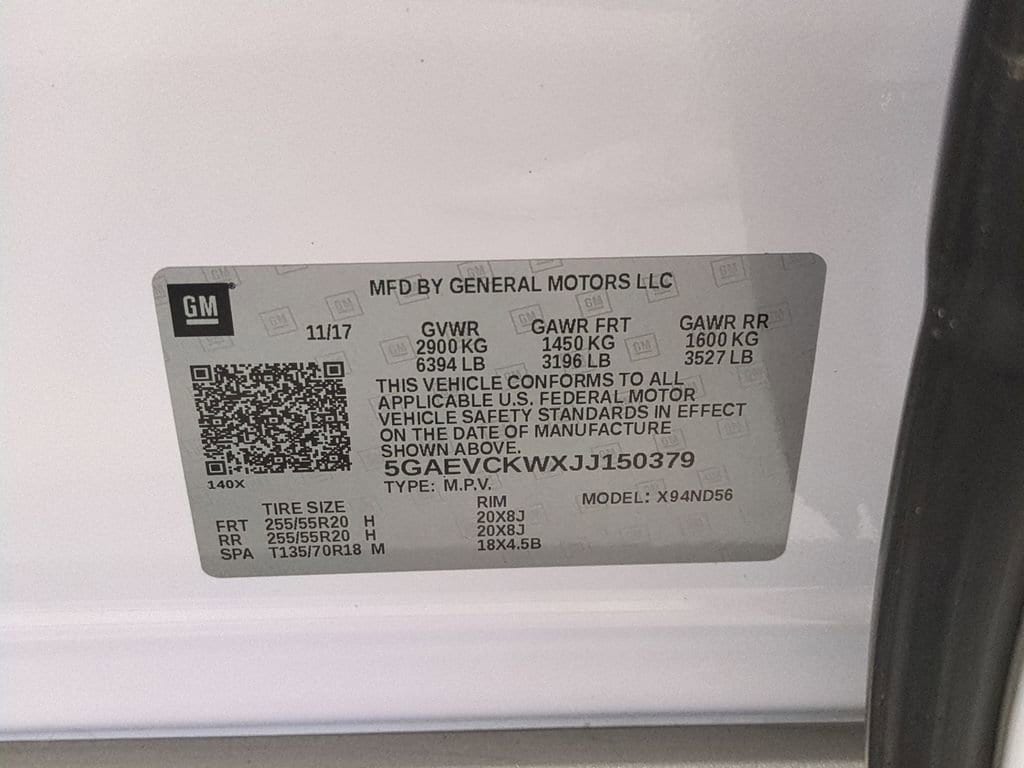 GM
MFD BY GENERAL MOTORS LLC
11/17 GVWR GAWR FRT GAWR RR
2900 KG 1450 KG 1600 KG
6394 LB 3196 LB 3527 LB
THIS VEHICLE CONFORMS TO ALL
APPLICABLE U.S. FEDERAL MOTOR
VEHICLE SAFETY STANDARDS IN EFFECT
ON THE DATE OF MANUFACTURE
SHOWN ABOVE.
5GAEVCKWXJJ150379
140X
TYPE: M.P.V.
MODEL: X94ND56
TIRE SIZE RIM
FRT 255/55R20 H 20X8J
RR 255/55R20 H 20X8J
SPA T135/70R18 M 18X4.5B